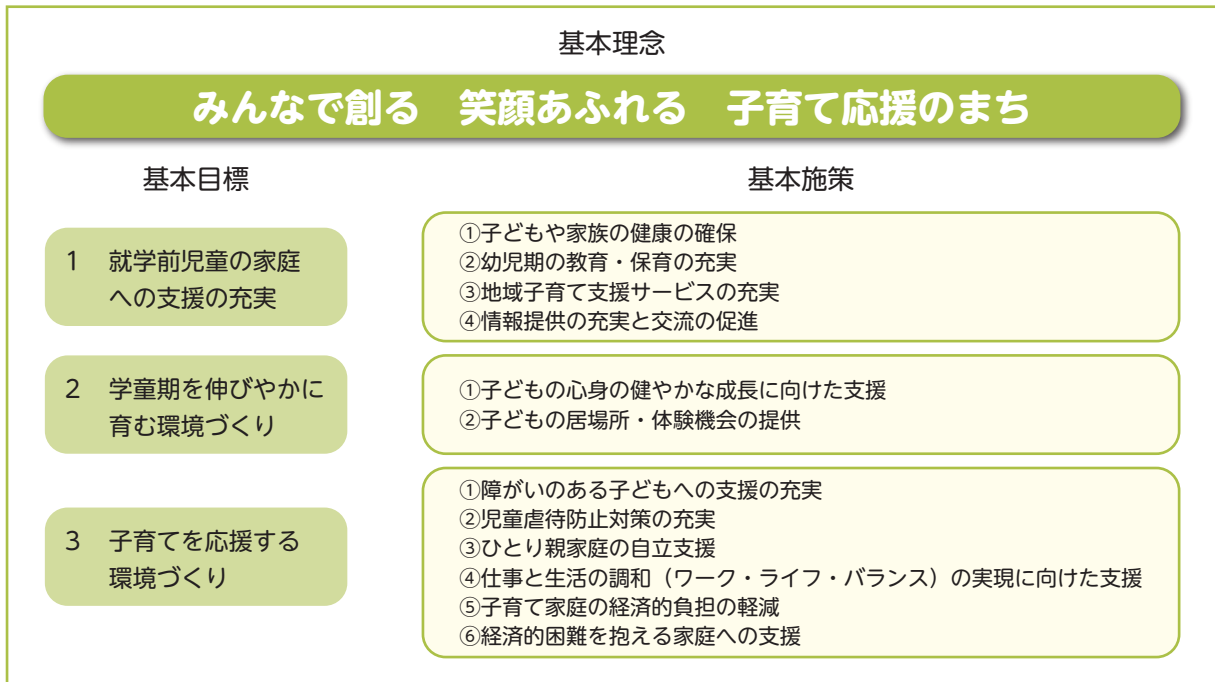 基本理念
みんなで創る　笑顔あふれる　子育て応援のまち
基本目標
基本施策
1　就学前児童の家庭
への支援の充実
①子どもや家族の健康の確保
②幼児期の教育・保育の充実
③地域子育て支援サービスの充実
④情報提供の充実と交流の促進
2　学童期を伸びやかに
育む環境づくり
①子どもの心身の健やかな成長に向けた支援
②子どもの居場所・体験機会の提供
3　子育てを応援する
環境づくり
①障がいのある子どもへの支援の充実
②児童虐待防止対策の充実
③ひとり親家庭の自立支援
④仕事と生活の調和（ワーク・ライフ・バランス）の実現に向けた支援
⑤子育て家庭の経済的負担の軽減
⑥経済的困難を抱える家庭への支援